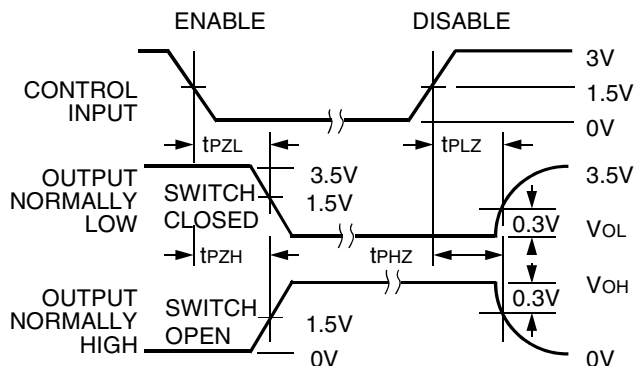 ENABLE DISABLE
3V
CONTROL INPUT 1.5V
0V
tPZL tPLZ
OUTPUT NORMALLY LOW
SWITCH CLOSED
3.5V
1.5V
3.5V
0.3V
VOL
tPZH tPHZ
OUTPUT NORMALLY HIGH
SWITCH OPEN
1.5V
0V
VOH
0.3V
0V